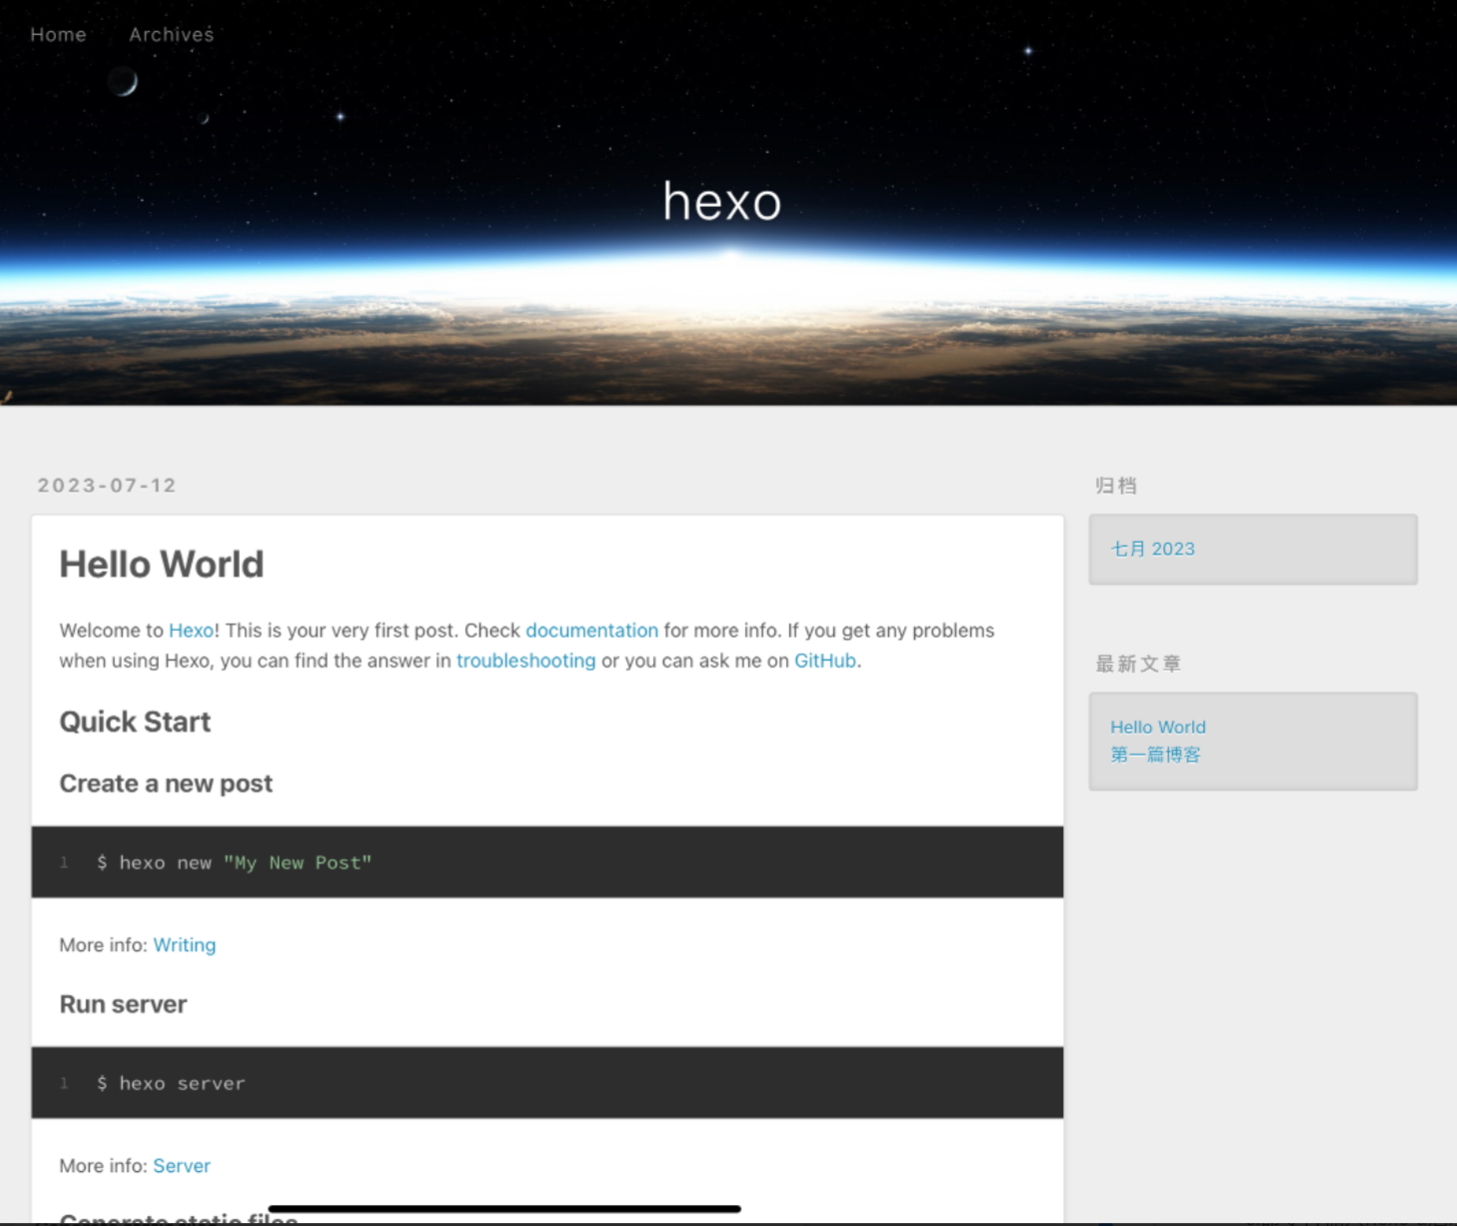 Home Archives
hexo
2023-07-12
Hello World
Welcome to Hexo! This is your very first post. Check documentation for more info. If you get any problems
when using Hexo, you can find the answer in troubleshooting or you can ask me on GitHub.
Quick Start
Create a new post
1 $ hexo new "My New Post"
More info: Writing
Run server
1 $ hexo server
More info: Server
Generate static files
归档
七月 2023
最新文章
Hello World
第一篇博客